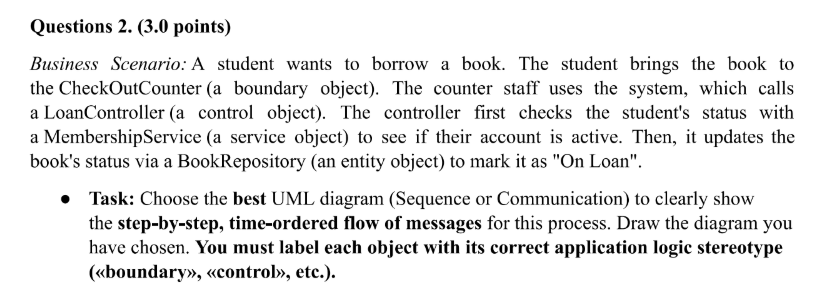 Questions 2. (3.0 points)
Business Scenario: A student wants to borrow a book. The student brings the book to
the CheckOutCounter (a boundary object). The counter staff uses the system, which calls
a LoanController (a control object). The controller first checks the student's status with
a MembershipService (a service object) to see if their account is active. Then, it updates the
book's status via a BookRepository (an entity object) to mark it as "On Loan".
● Task: Choose the best UML diagram (Sequence or Communication) to clearly show
the step-by-step, time-ordered flow of messages for this process. Draw the diagram you
have chosen. You must label each object with its correct application logic stereotype
(«boundary», «control», etc.).